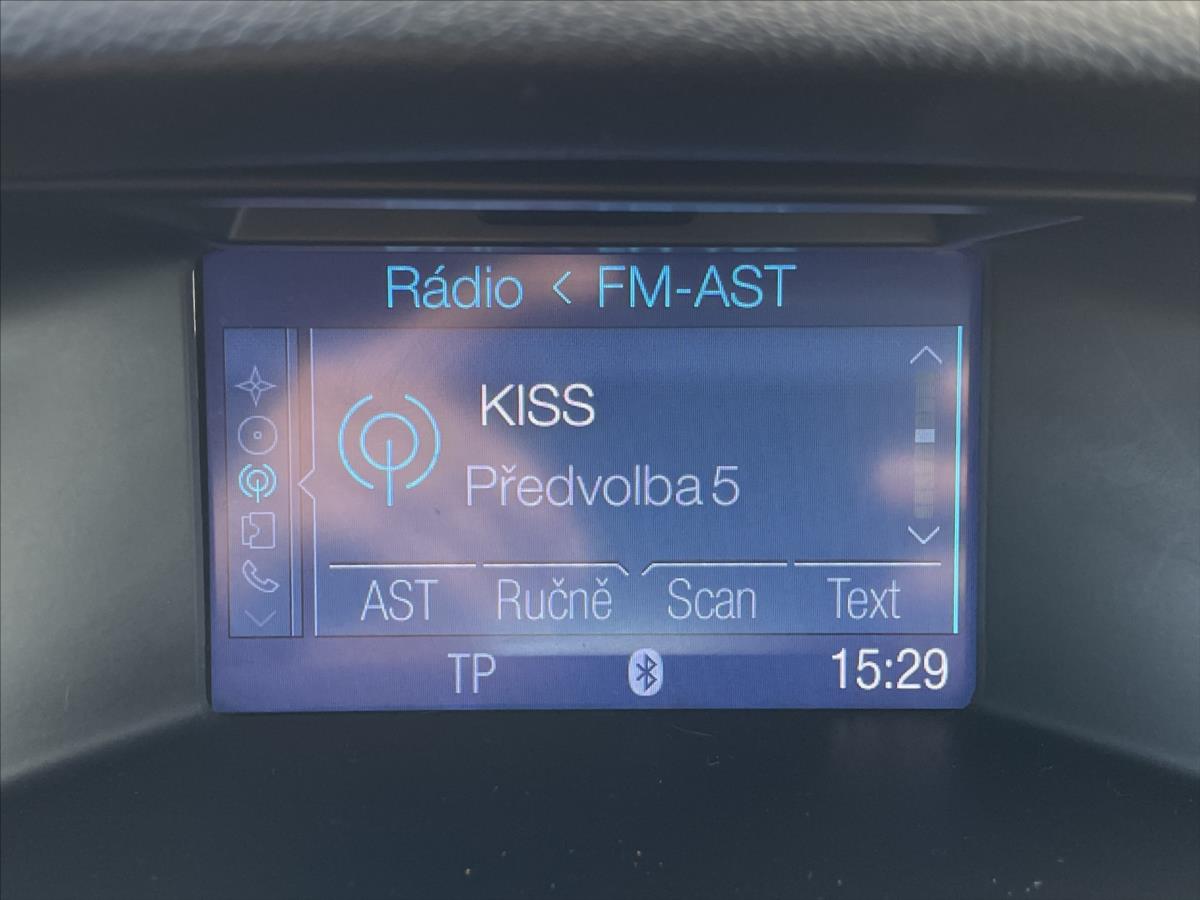 Rádio < FM-AST
KISS
Předvolba 5
AST Ručně Scan Text
TP 15:29